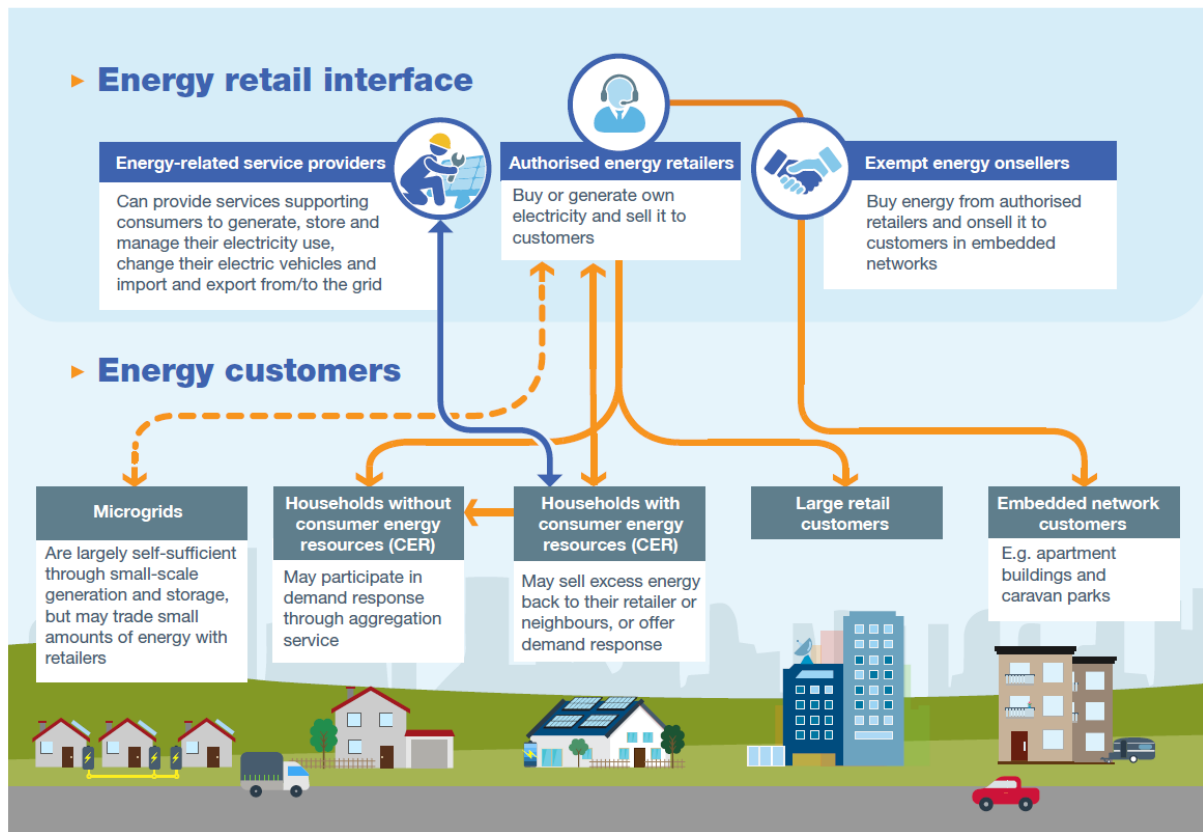 Energy retail interface
Energy-related service providers
Can provide services supporting
consumers to generate, store and
manage their electricity use,
change their electric vehicles and
import and export from/to the grid
Authorised energy retailers
Buy or generate own
electricity and sell it to
customers
Exempt energy onsellers
Buy energy from authorised
retailers and onsell it to
customers in embedded
networks
Energy customers
Microgrids
Are largely self-sufficient
through small-scale
generation and storage,
but may trade small
amounts of energy with
retailers
Households without
consumer energy
resources (CER)
May participate in
demand response
through aggregation
service
Households with
consumer energy
resources (CER)
May sell excess energy
back to their retailer or
neighbours, or offer
demand response
Large retail
customers
Embedded network
customers
E.g. apartment
buildings and
caravan parks